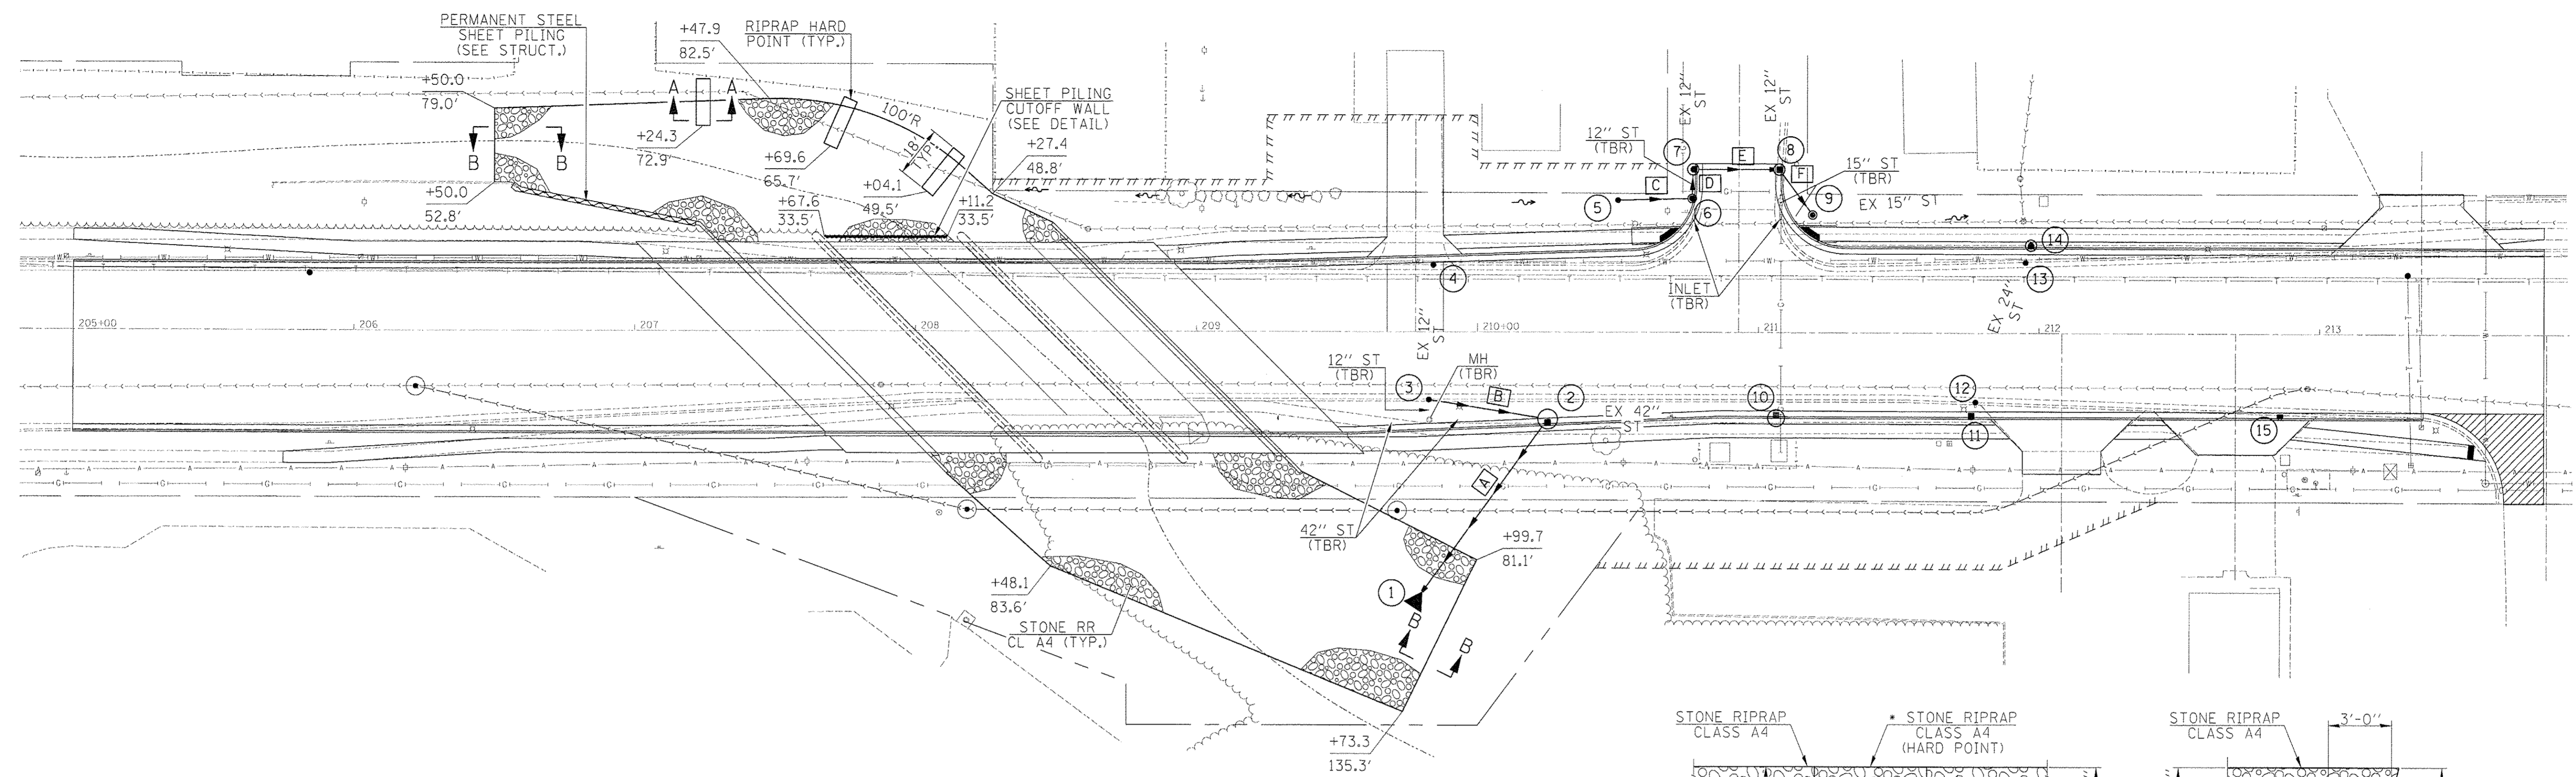 PERMANENT STEEL
SHEET PILING
(SEE STRUCT.)
+47.9
82.5'
RIPRAP HARD
POINT (TYP.)
+50.0
79.0'
A
A
100'R
SHEET PILING
CUTOFF WALL
(SEE DETAIL)
B
B
+24.3
72.9'
+69.6
65.7'
18'
TYP.
+27.4
48.8'
+04.1
49.5'
+50.0
52.8'
+67.6
33.5'
+11.2
33.5'
EX 12"
ST
EX 12"
ST
12" ST
(TBR)
7
E
8
15" ST
(TBR)
C
D
F
5
6
9
EX 15" ST
14
4
INLET
(TBR)
13
EX 24"
ST
205+00
206
207
208
209
210+00
211
212
213
EX 12"
ST
12" ST
(TBR)
MH
(TBR)
3
B
2
EX 42"
ST
10
12
11
15
42" ST
(TBR)
A
+99.7
81.1'
1
+48.1
83.6'
STONE RR
CL A4 (TYP.)
B
B
+73.3
135.3'
STONE RIPRAP
CLASS A4
* STONE RIPRAP
CLASS A4
(HARD POINT)
STONE RIPRAP
CLASS A4
3'-0"